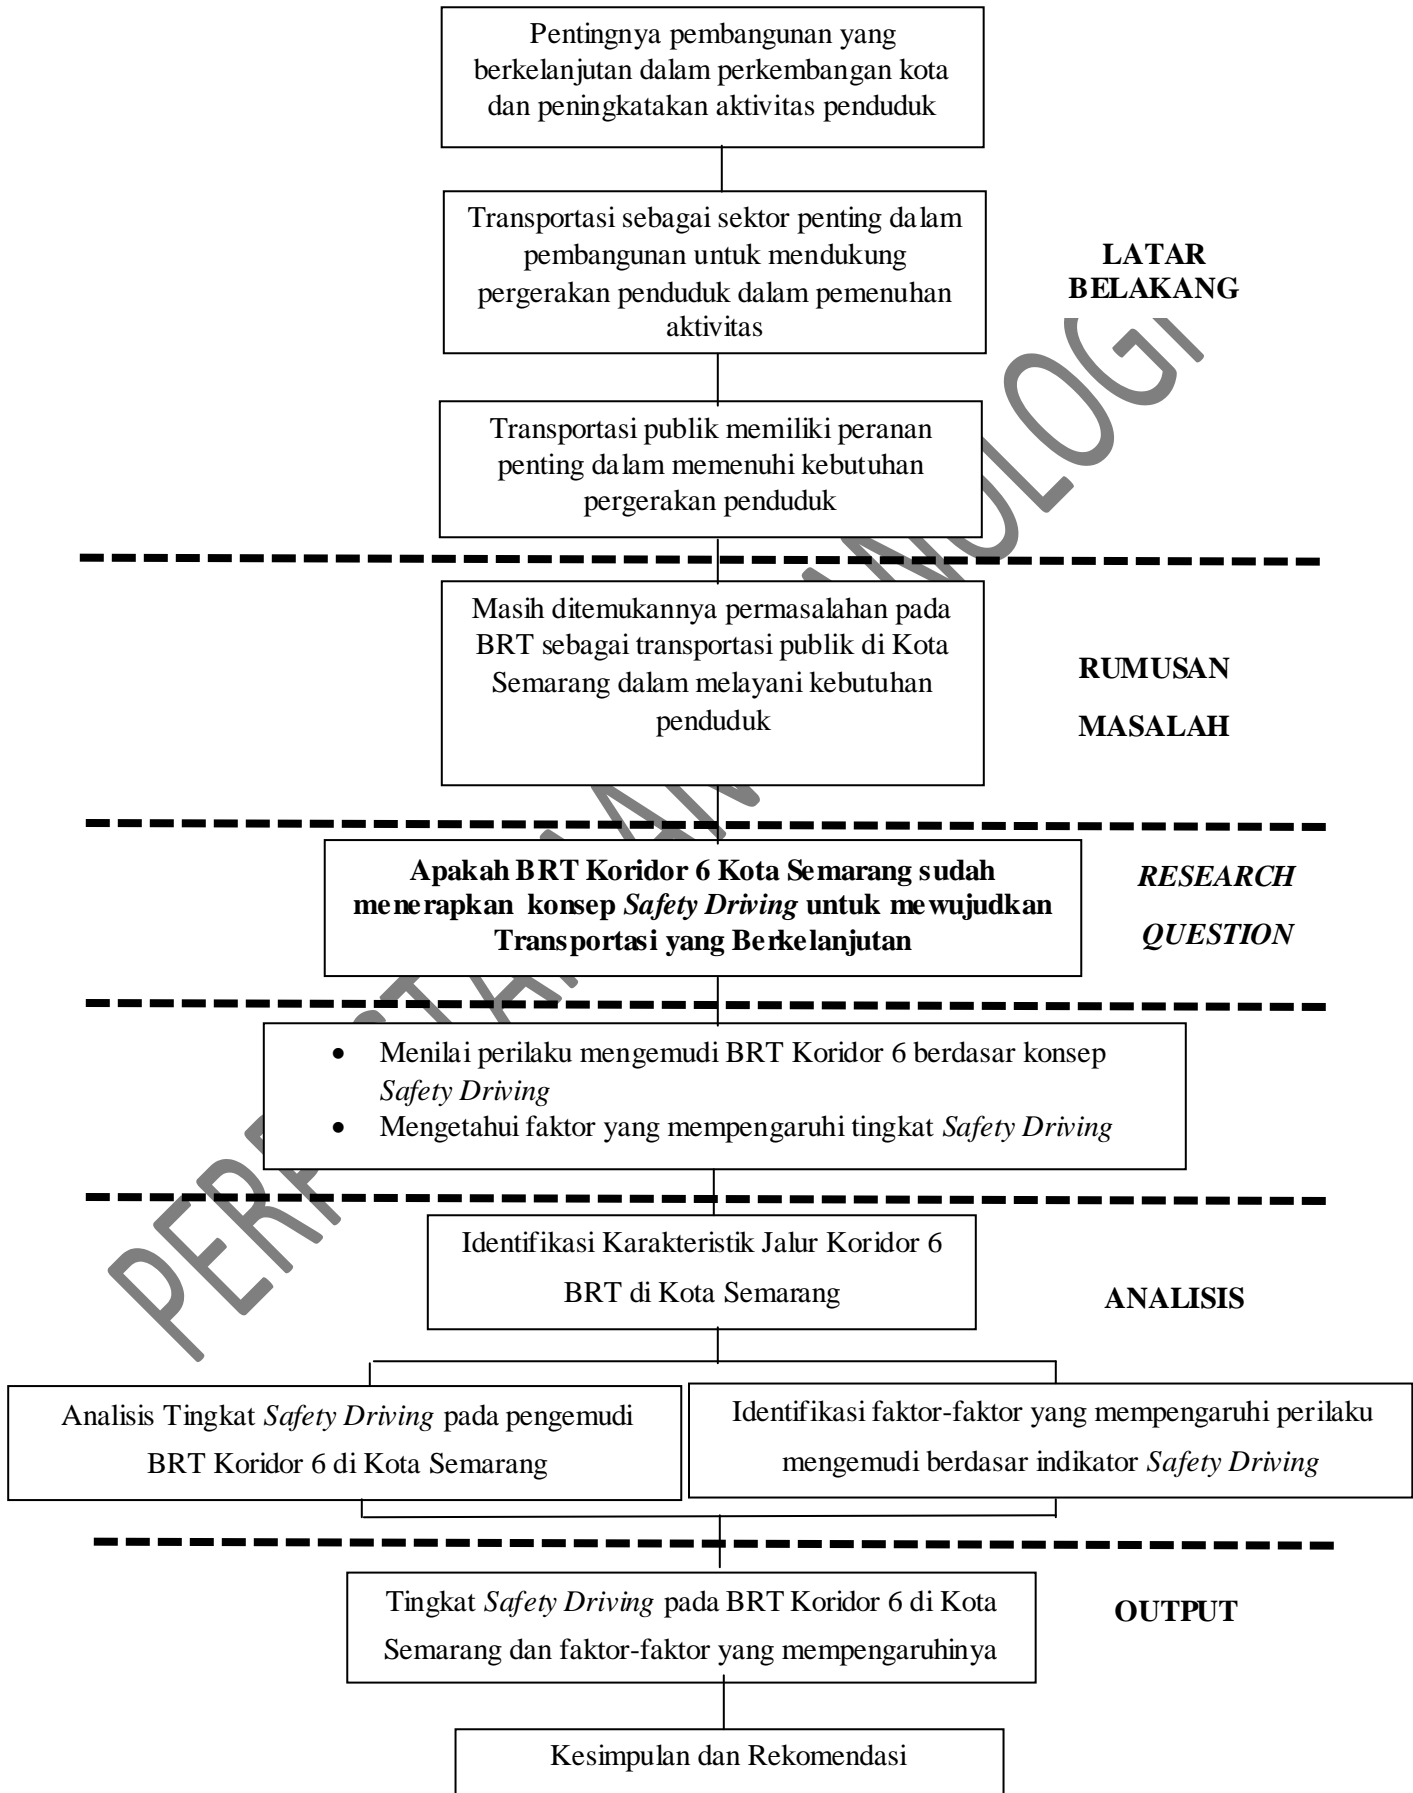 Pentingnya pembangunan yang
berkelanjutan dalam perkembangan kota
dan peningkatakan aktivitas penduduk
Transportasi sebagai sektor penting dalam
pembangunan untuk mendukung
pergerakan penduduk dalam pemenuhan
aktivitas
LATAR
BELAKANG
Transportasi publik memiliki peranan
penting dalam memenuhi kebutuhan
pergerakan penduduk
Masih ditemukannya permasalahan pada
BRT sebagai transportasi publik di Kota
Semarang dalam melayani kebutuhan
penduduk
RUMUSAN
MASALAH
Apakah BRT Koridor 6 Kota Semarang sudah
menerapkan konsep Safety Driving untuk mewujudkan
Transportasi yang Berkelanjutan
RESEARCH
QUESTION
• Menilai perilaku mengemudi BRT Koridor 6 berdasar konsep
Safety Driving
• Mengetahui faktor yang mempengaruhi tingkat Safety Driving
Identifikasi Karakteristik Jalur Koridor 6
BRT di Kota Semarang
ANALISIS
Analisis Tingkat Safety Driving pada pengemudi
BRT Koridor 6 di Kota Semarang
Identifikasi faktor-faktor yang mempengaruhi perilaku
mengemudi berdasar indikator Safety Driving
Tingkat Safety Driving pada BRT Koridor 6 di Kota
Semarang dan faktor-faktor yang mempengaruhinya
OUTPUT
Kesimpulan dan Rekomendasi